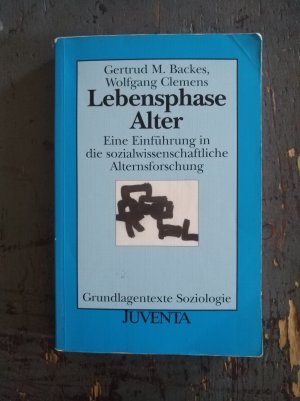 Gertrud M. Backes,
Wolfgang Clemens
Lebensphase
Alter
Eine Einführung in
die sozialwissenschaftliche
Alternsforschung
Grundlagentexte Soziologie
JUVENTA